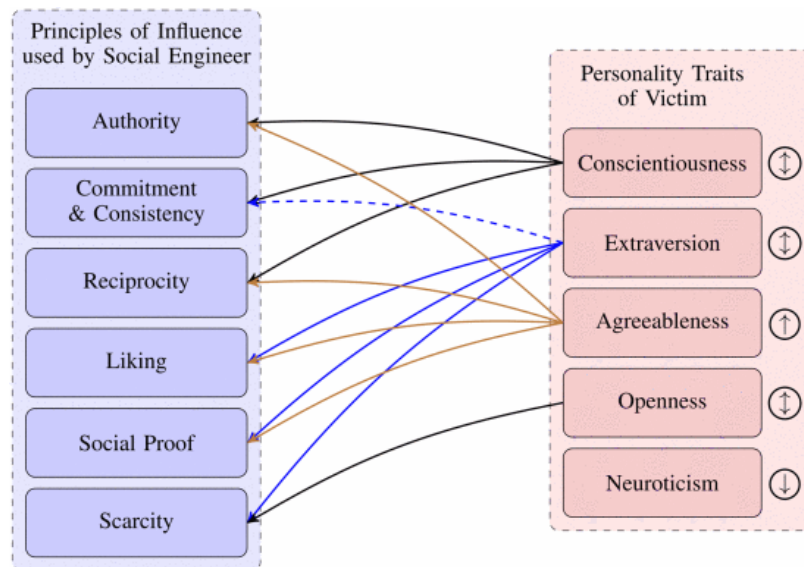 Principles of Influence
used by Social Engineer
Authority
Commitment
& Consistency
Reciprocity
Liking
Social Proof
Scarcity
Personality Traits
of Victim
Conscientiousness
Extraversion
Agreeableness
Openness
Neuroticism